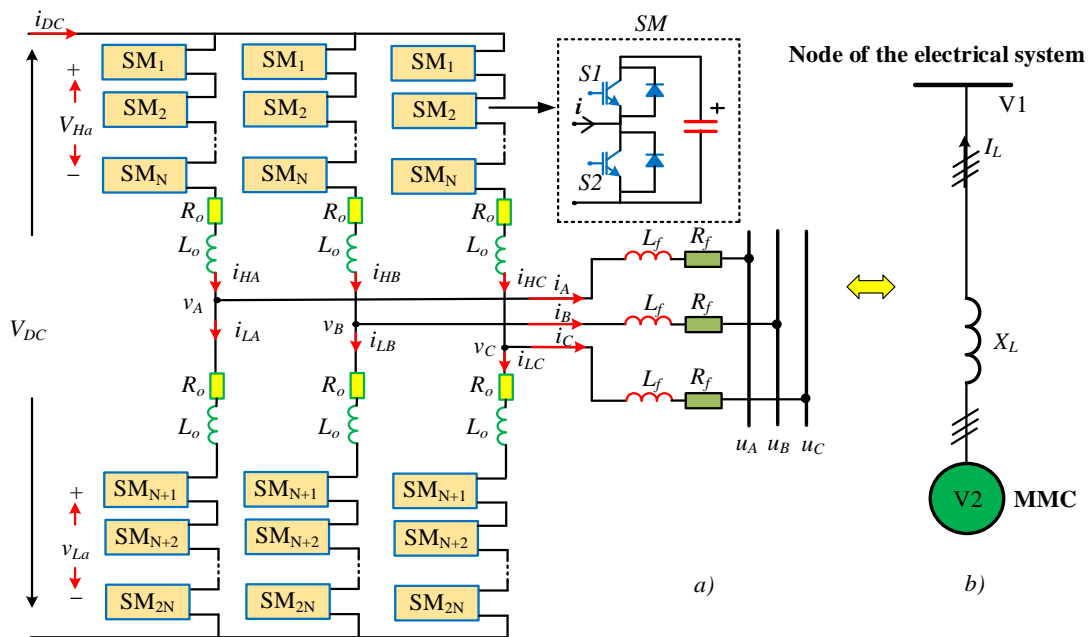 i_DC
SM
Node of the electrical system
SM_1 SM_1 SM_1
+
V_Ha
−
SM_2 SM_2 SM_2
SM_N SM_N SM_N
S1
i
S2
+
V1
I_L
R_o R_o R_o
L_o L_o L_o
i_HA i_HB i_HC
L_f R_f
i_A
v_A
V_DC
i_LA
v_B
i_B
L_f R_f
i_LB
v_C
i_C
i_LC
X_L
L_f R_f
R_o R_o R_o
L_o L_o L_o
u_A u_B u_C
+
v_La
−
SM_N+1 SM_N+1 SM_N+1
SM_N+2 SM_N+2 SM_N+2
SM_2N SM_2N SM_2N
V2 MMC
a)
b)